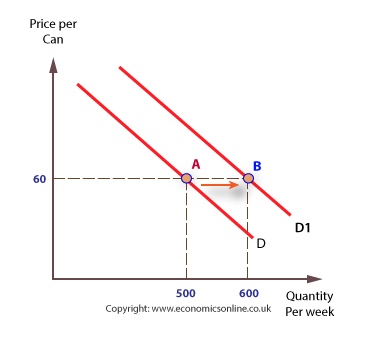 Price per
Can
A
B
60
D1
D
500
600
Quantity
Per week
Copyright: www.economicsonline.co.uk